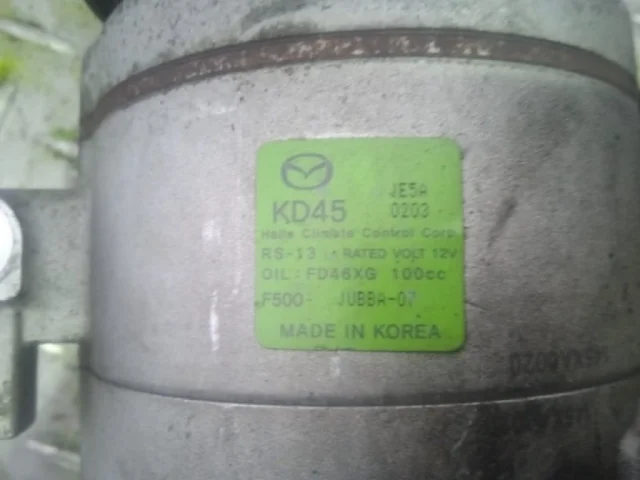 JE5A
KD45 0203
Halla Climate Control Corp.
RS-13 RATED VOLT 12V
OIL : FD46XG 100cc
F500- JUBBA-07
MADE IN KOREA